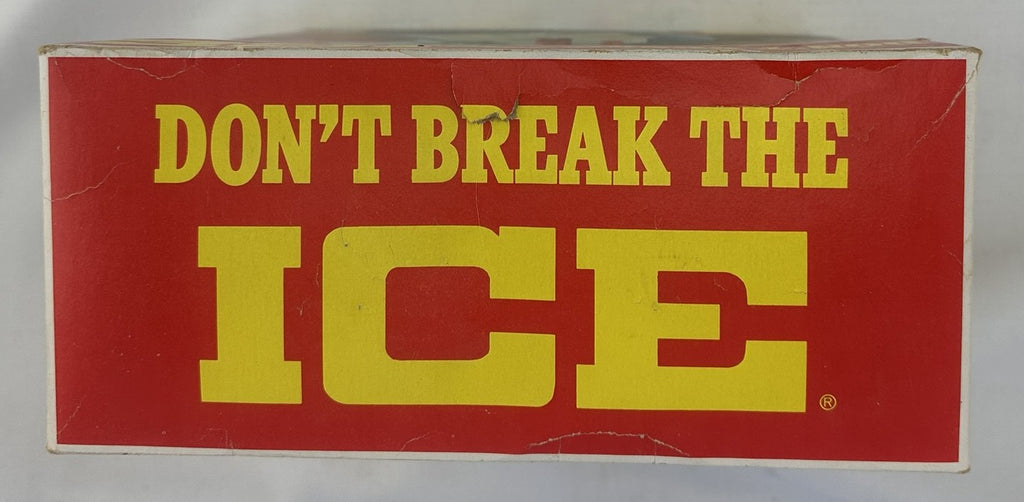 DON'T BREAK THE
ICE®